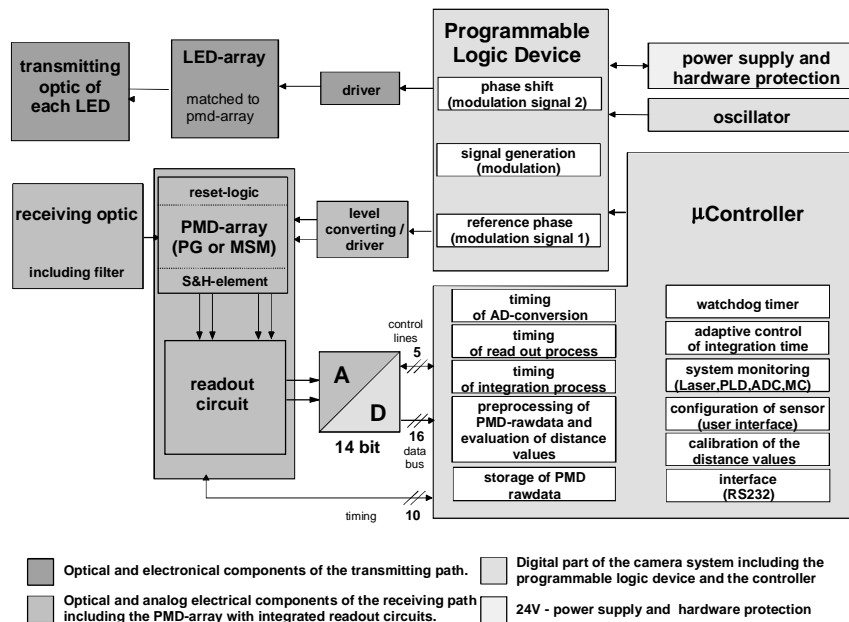 Programmable
Logic Device
transmitting
optic of
each LED
LED-array
matched to
pmd-array
driver
phase shift
(modulation signal 2)
power supply and
hardware protection
oscillator
signal generation
(modulation)
receiving optic
including filter
reset-logic
PMD-array
(PG or MSM)
S&H-element
level
converting /
driver
reference phase
(modulation signal 1)
µController
readout
circuit
A
D
14 bit
control
lines
5
16
data
bus
timing
10
timing
of AD-conversion
timing
of read out process
timing
of integration process
preprocessing of
PMD-rawdata and
evaluation of distance
values
storage of PMD
rawdata
watchdog timer
adaptive control
of integration time
system monitoring
(Laser,PLD,ADC,MC)
configuration of sensor
(user interface)
calibration of the
distance values
interface
(RS232)
Optical and electronical components of the transmitting path.
Optical and analog electrical components of the receiving path
including the PMD-array with integrated readout circuits.
Digital part of the camera system including the
programmable logic device and the controller
24V - power supply and hardware protection